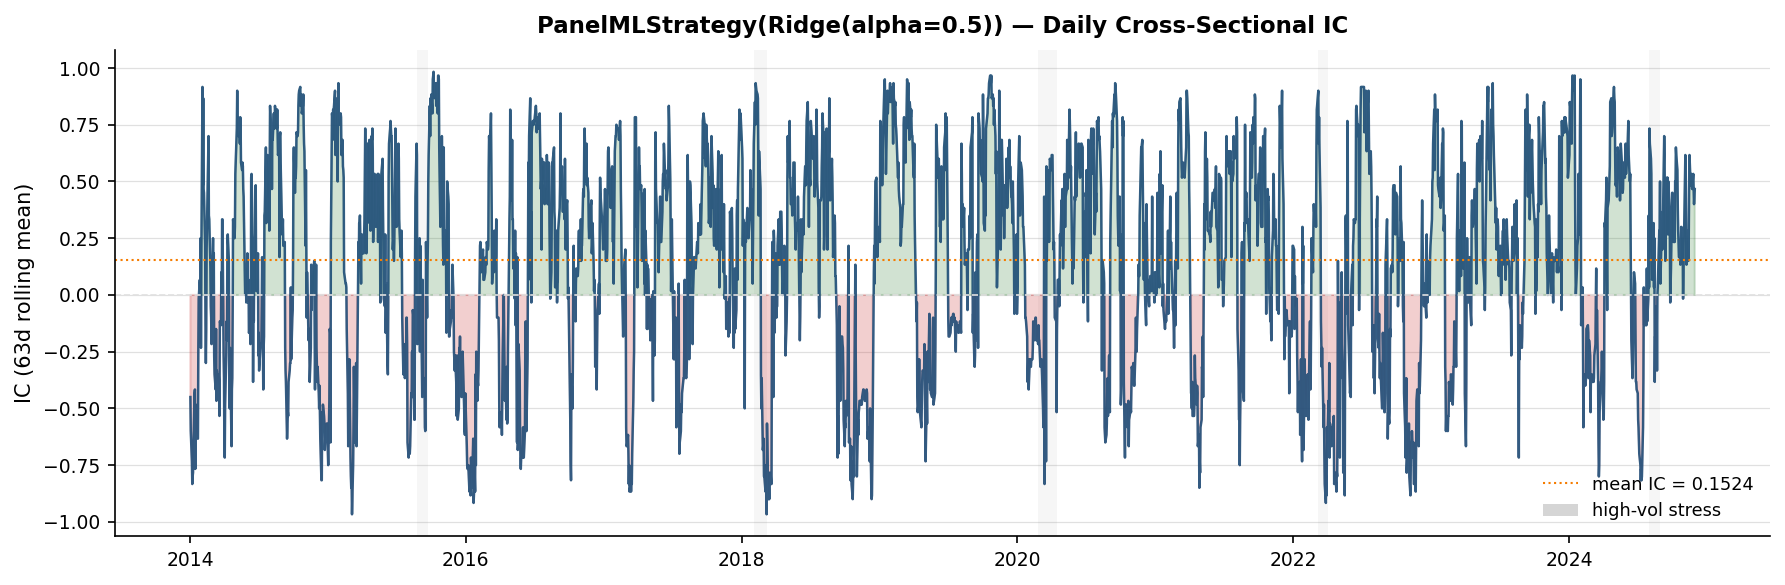 PanelMLStrategy(Ridge(alpha=0.5)) — Daily Cross-Sectional IC
IC (63d rolling mean)
1.00
0.75
0.50
0.25
0.00
−0.25
−0.50
−0.75
−1.00
mean IC = 0.1524
high-vol stress
2014 2016 2018 2020 2022 2024